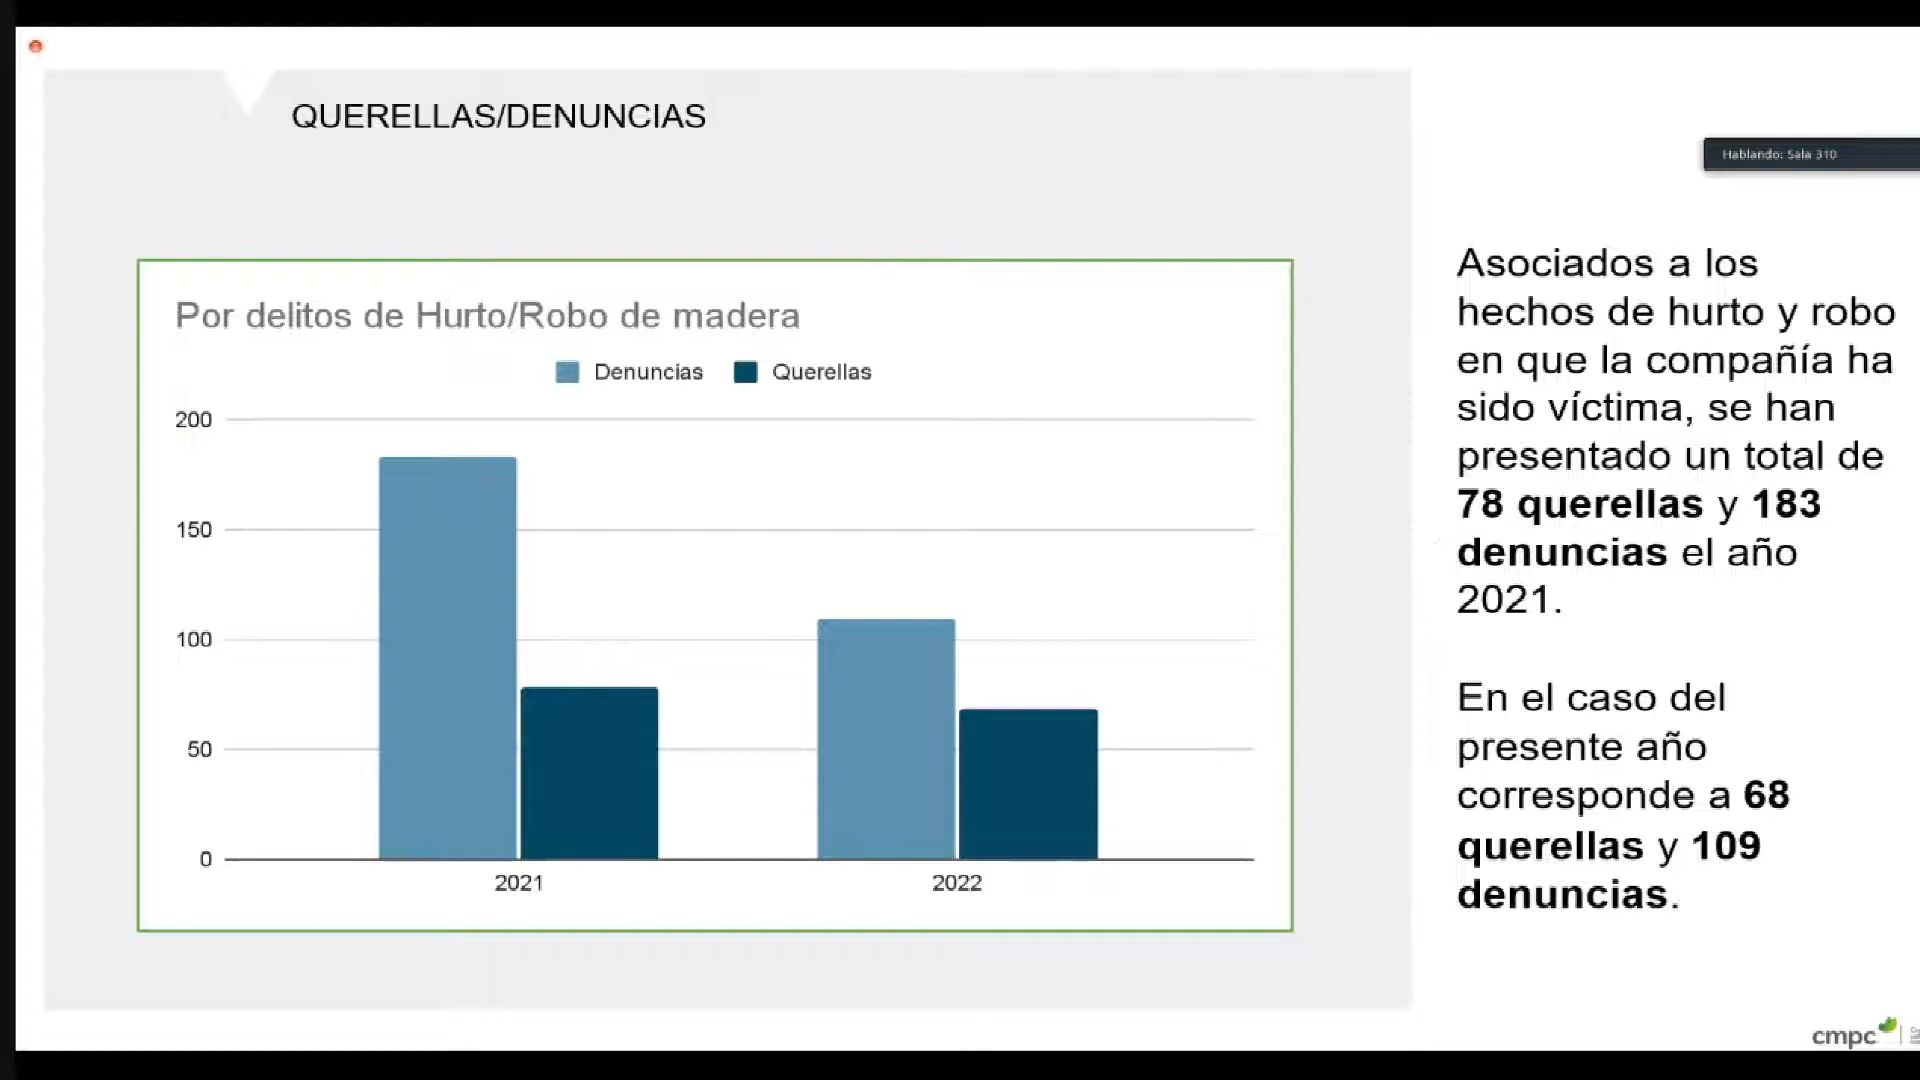 QUERELLAS/DENUNCIAS
Hablando: Sala 310
Por delitos de Hurto/Robo de madera
Denuncias
Querellas
200
150
100
50
0
2021
2022
Asociados a los
hechos de hurto y robo
en que la compañía ha
sido víctima, se han
presentado un total de
78 querellas y 183
denuncias el año
2021.
En el caso del
presente año
corresponde a 68
querellas y 109
denuncias.
cmpc